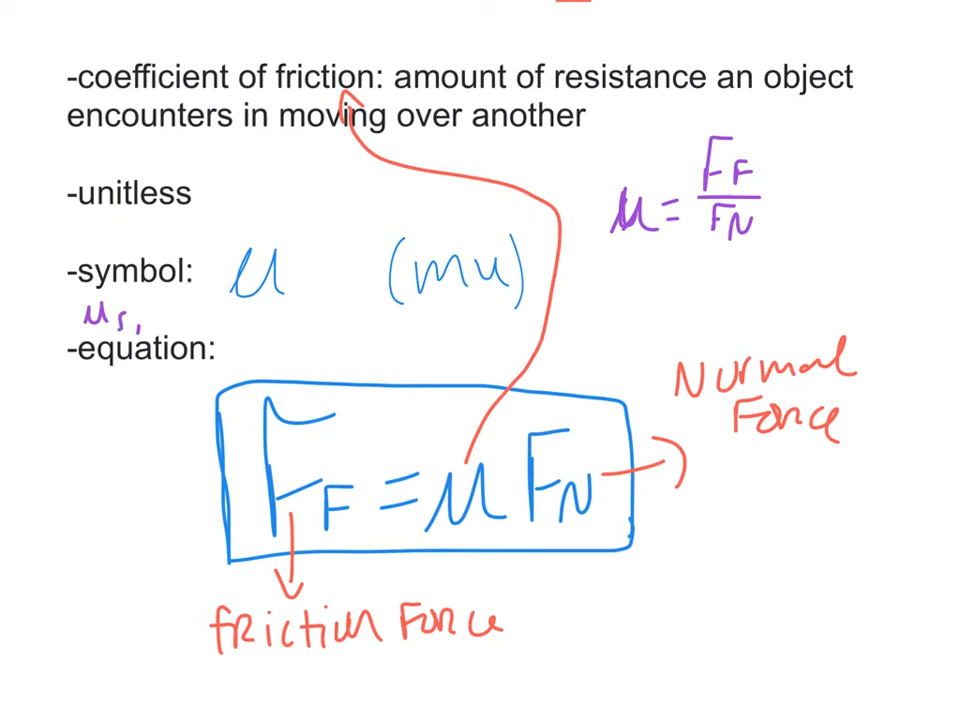 -coefficient of friction: amount of resistance an object
encounters in moving over another
-unitless
μ = FF/FN
-symbol: μ (mu)
μs,
-equation:
Normal
Force
FF = μ FN
friction Force